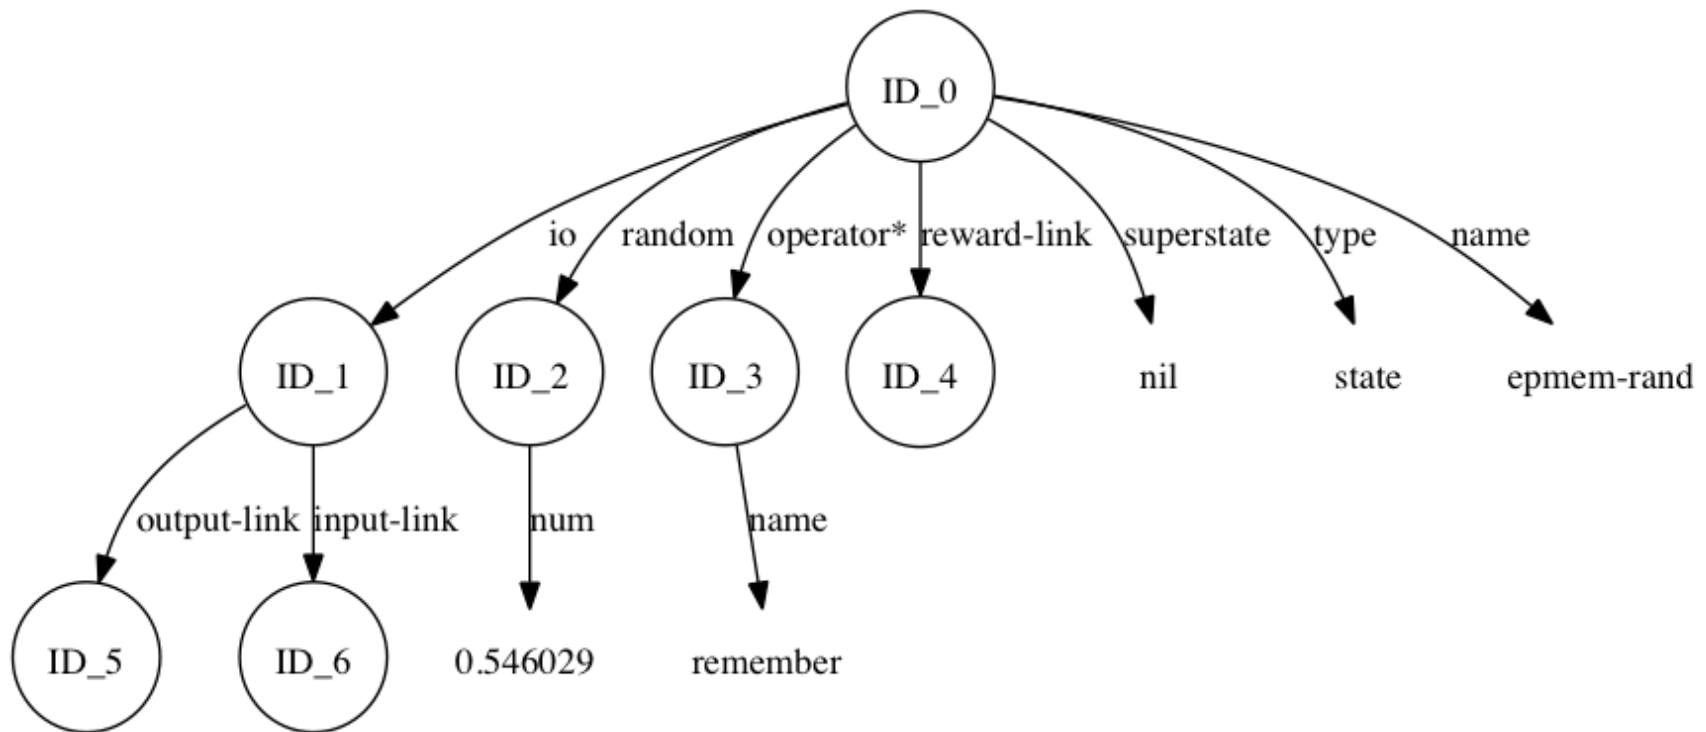 ID_0
io
random
operator*
reward-link
superstate
type
name
ID_1
ID_2
ID_3
ID_4
nil
state
epmem-rand
output-link
input-link
num
name
ID_5
ID_6
0.546029
remember